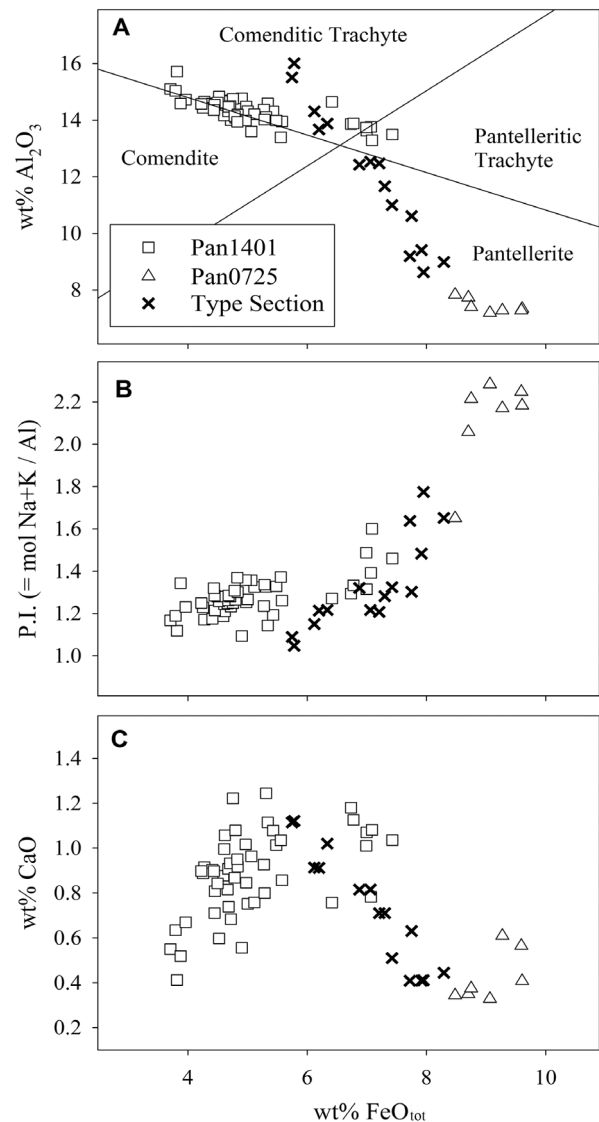 A
Comenditic Trachyte
16
14
12
10
8
wt% Al2O3
Comendite
Pantelleritic
Trachyte
Pantellerite
Pan1401
Pan0725
Type Section
B
2.2
2.0
1.8
1.6
1.4
1.2
1.0
P.I. (= mol Na+K / Al)
C
1.4
1.2
1.0
0.8
0.6
0.4
0.2
wt% CaO
4 6 8 10
wt% FeOtot